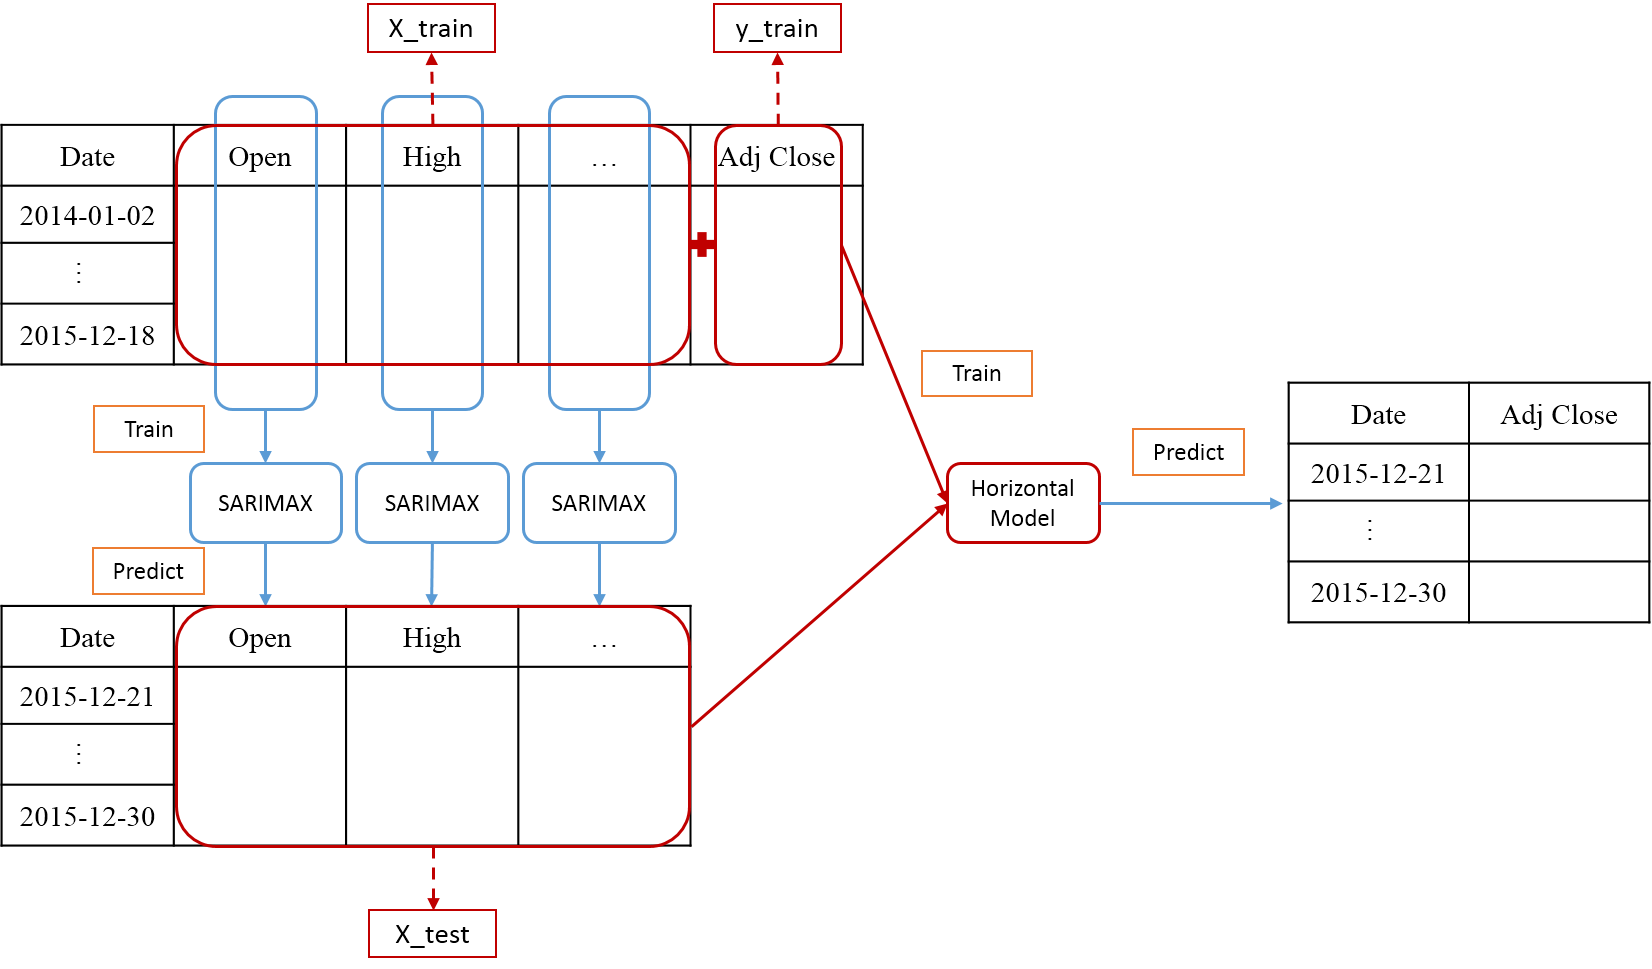 X_train
y_train
Date Open High … Adj Close
2014-01-02
⋮
2015-12-18
Train
Train
SARIMAX SARIMAX SARIMAX
Predict
Horizontal
Model
Predict
Date Adj Close
2015-12-21
⋮
2015-12-30
Date Open High …
2015-12-21
⋮
2015-12-30
X_test